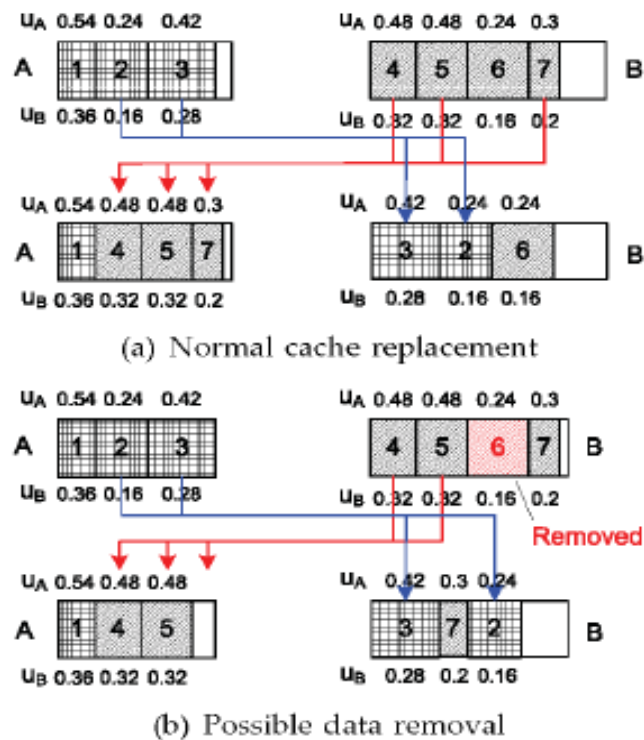 uA 0.54 0.24 0.42 uA 0.48 0.48 0.24 0.3
A 1 2 3 4 5 6 7 B
uB 0.36 0.16 0.28 uB 0.32 0.32 0.16 0.2
uA 0.54 0.48 0.48 0.3 uA 0.42 0.24 0.24
A 1 4 5 7 3 2 6 B
uB 0.36 0.32 0.32 0.2 0.28 0.16 0.16
(a) Normal cache replacement
uA 0.54 0.24 0.42 uA 0.48 0.48 0.24 0.3
A 1 2 3 4 5 6 7 B
uB 0.36 0.16 0.28 uB 0.32 0.32 0.16 0.2
Removed
uA 0.54 0.48 0.48 uA 0.42 0.3 0.24
A 1 4 5 3 7 2 B
uB 0.36 0.32 0.32 uB 0.28 0.2 0.16
(b) Possible data removal